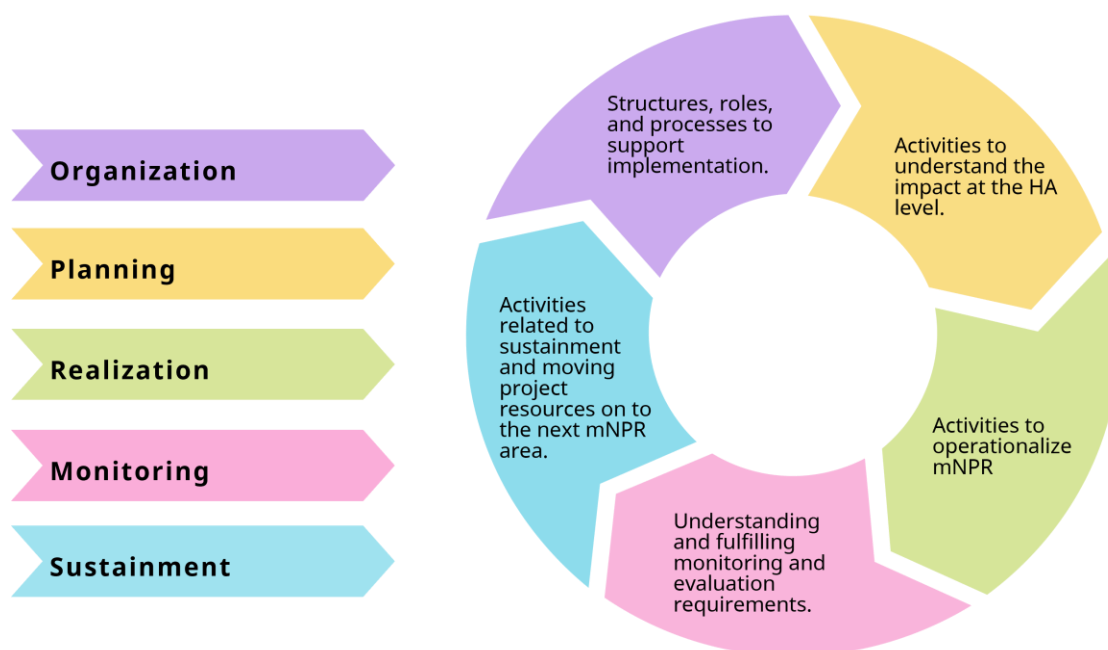 Organization
Planning
Realization
Monitoring
Sustainment
Structures, roles,
and processes to
support
implementation.
Activities to
understand the
impact at the HA
level.
Activities to
operationalize
mNPR
Understanding
and fulfilling
monitoring and
evaluation
requirements.
Activities
related to
sustainment
and moving
project
resources on to
the next mNPR
area.